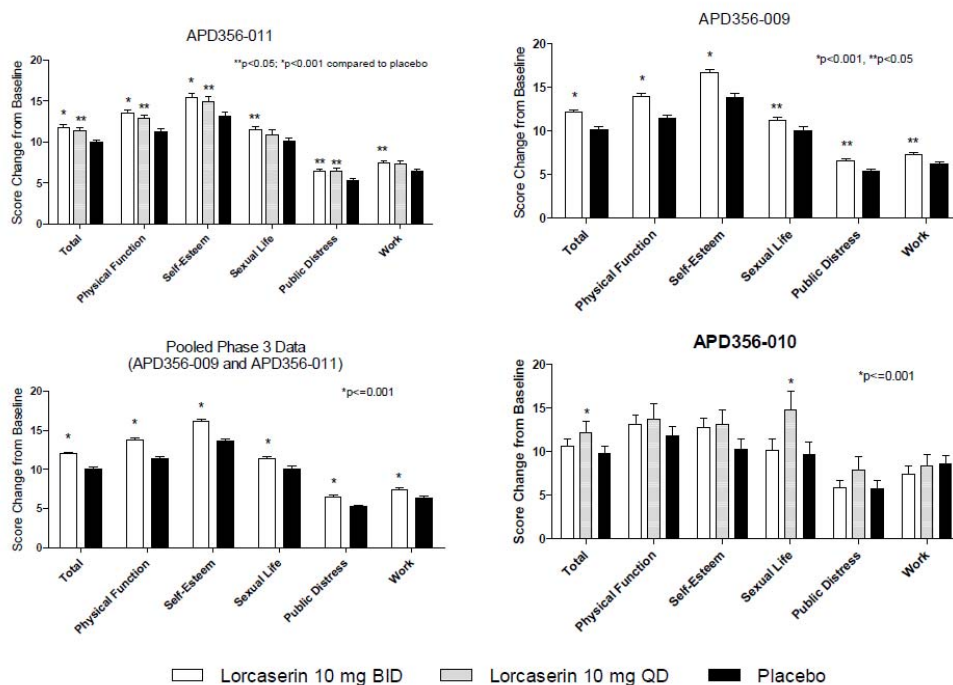 APD356-011
**p<0.05; *p<0.001 compared to placebo
Score Change from Baseline
20
15
10
5
0
*
**
*
**
*
**
**
**
**
**
Total
Physical Function
Self-Esteem
Sexual Life
Public Distress
Work
APD356-009
*p<0.001, **p<0.05
Score Change from Baseline
20
15
10
5
0
*
*
*
**
**
**
Total
Physical Function
Self-Esteem
Sexual Life
Public Distress
Work
Pooled Phase 3 Data
(APD356-009 and APD356-011)
*p<=0.001
Score Change from Baseline
20
15
10
5
0
*
*
*
*
*
*
Total
Physical Function
Self-Esteem
Sexual Life
Public Distress
Work
APD356-010
*p<=0.001
Score Change from Baseline
20
15
10
5
0
*
*
Total
Physical Function
Self-Esteem
Sexual Life
Public Distress
Work
Lorcaserin 10 mg BID
Lorcaserin 10 mg QD
Placebo